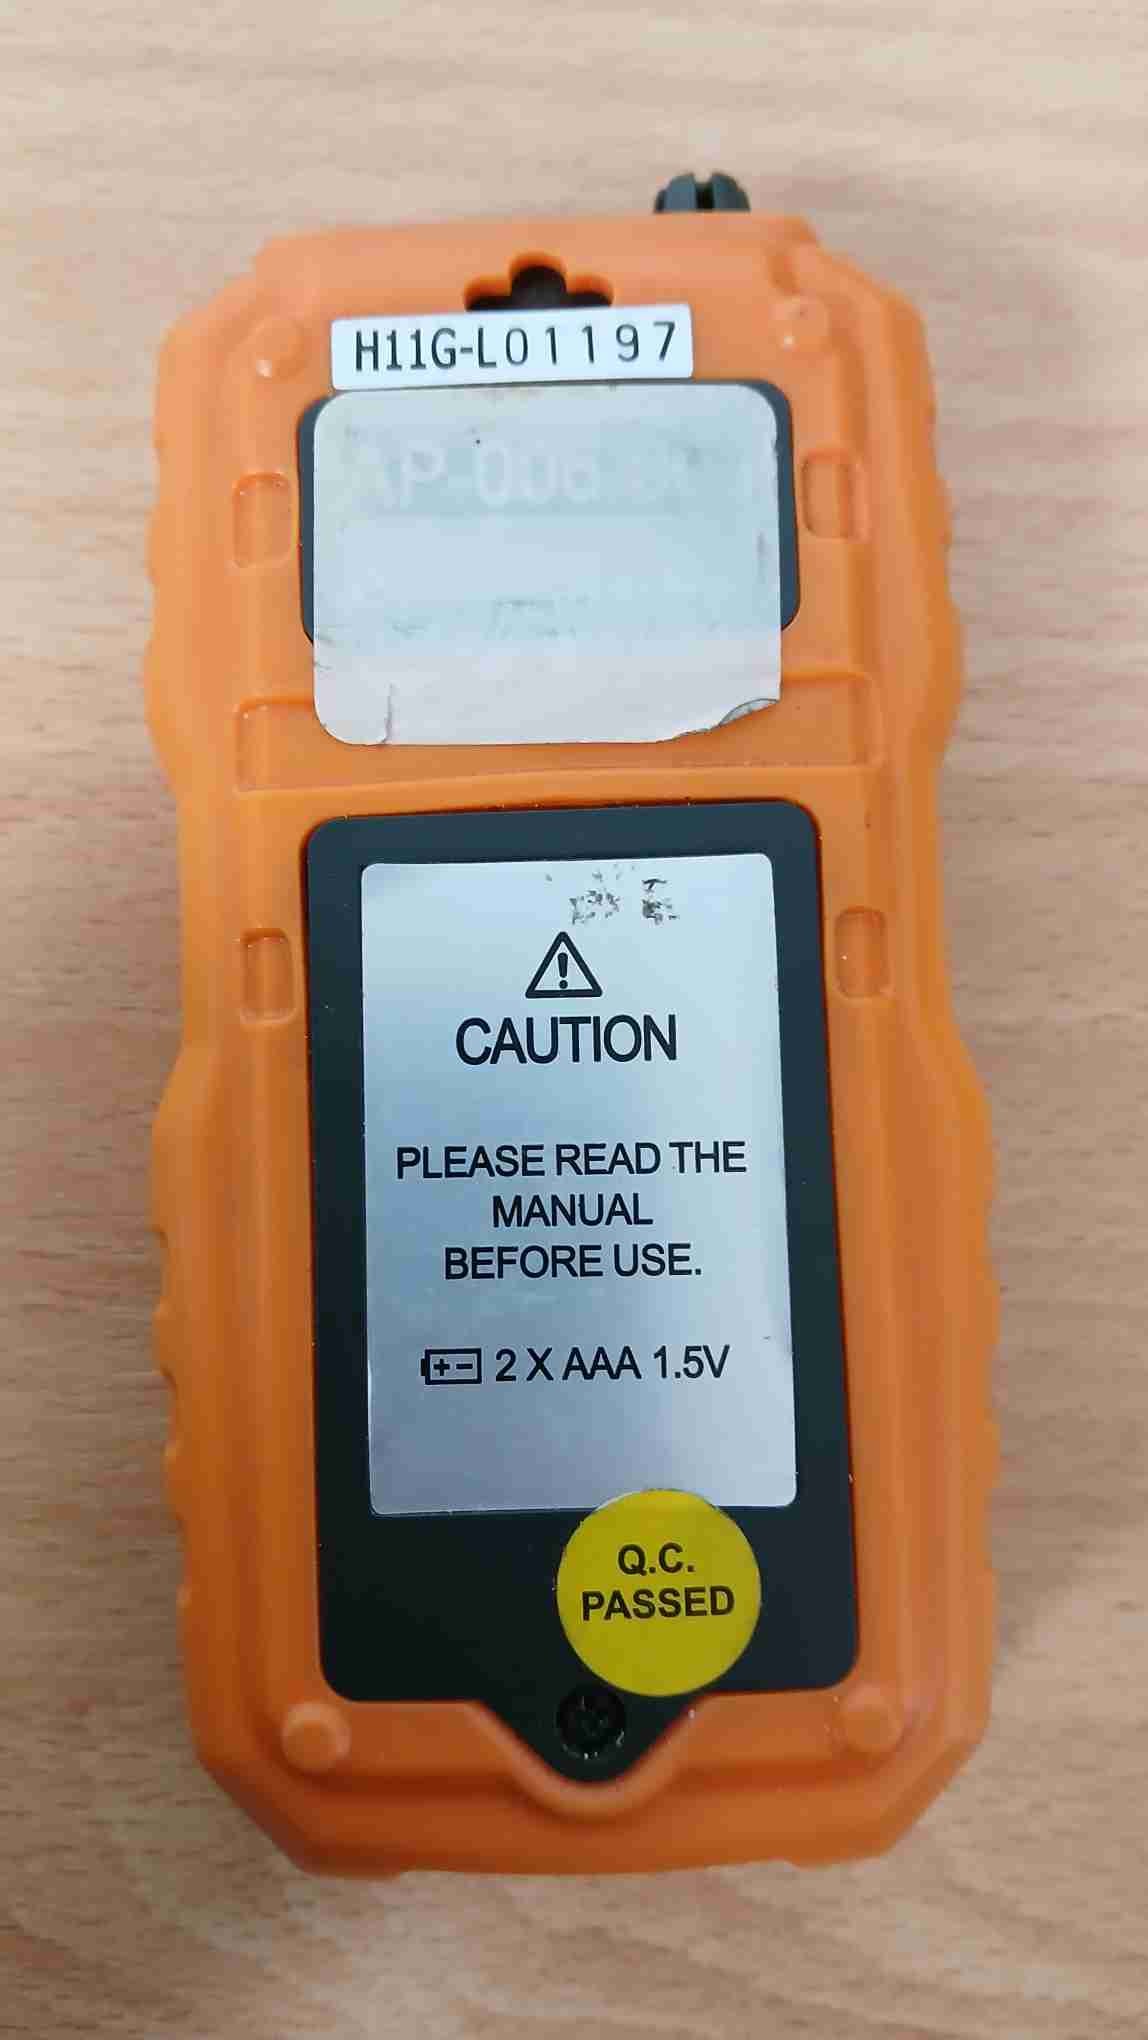 H11G-L01197
CAUTION
PLEASE READ THE
MANUAL
BEFORE USE.
2 X AAA 1.5V
Q.C.
PASSED